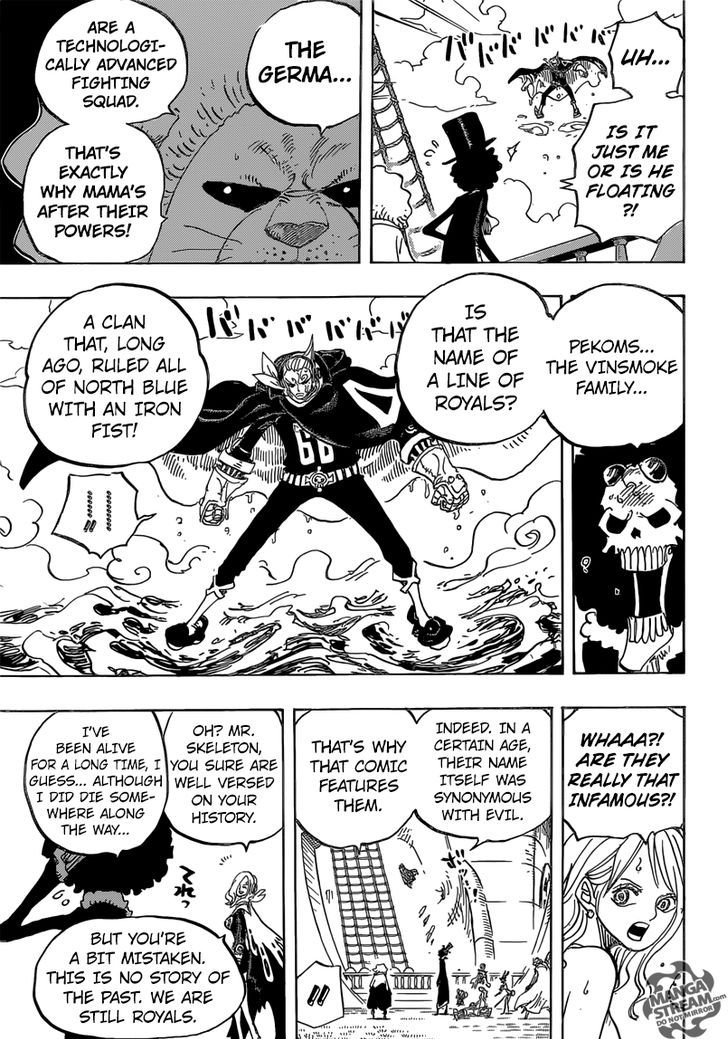 UH...
IS IT
JUST ME
OR IS HE
FLOATING
?!
THE
GERMA...
ARE A
TECHNOLOGI-
CALLY ADVANCED
FIGHTING
SQUAD.
THAT'S
EXACTLY
WHY MAMA'S
AFTER THEIR
POWERS!
PEKOMS...
THE VINSMOKE
FAMILY...
IS
THAT THE
NAME OF
A LINE OF
ROYALS?
A CLAN
THAT, LONG
AGO, RULED ALL
OF NORTH BLUE
WITH AN IRON
FIST!
66
WHAAA?!
ARE THEY
REALLY THAT
INFAMOUS?!
INDEED. IN A
CERTAIN AGE,
THEIR NAME
ITSELF WAS
SYNONYMOUS
WITH EVIL.
THAT'S WHY
THAT COMIC
FEATURES
THEM.
!!
OH? MR.
SKELETON,
YOU SURE ARE
WELL VERSED
ON YOUR
HISTORY.
I'VE
BEEN ALIVE
FOR A LONG TIME, I
GUESS... ALTHOUGH
I DID DIE SOME-
WHERE ALONG
THE WAY...
BUT YOU'RE
A BIT MISTAKEN.
THIS IS NO STORY
OF THE PAST. WE ARE
STILL ROYALS.
MANGA
STREAM.COM
DO NOT MIRROR